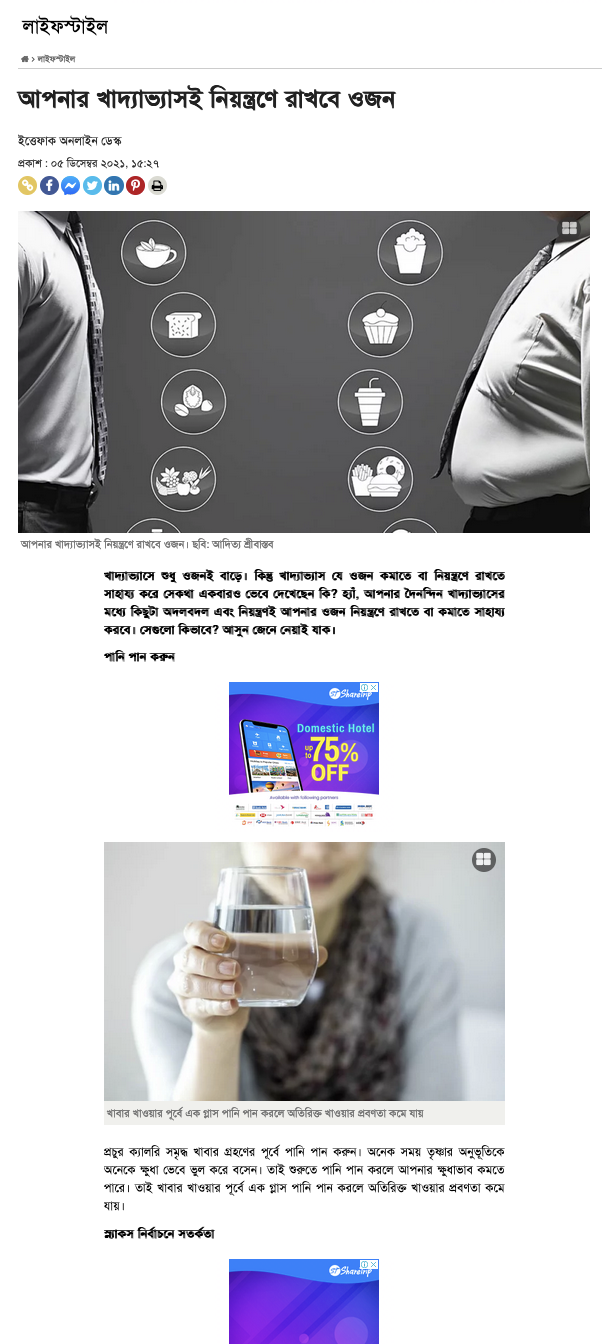 লাইফস্টাইল
› লাইফস্টাইল
আপনার খাদ্যাভ্যাসই নিয়ন্ত্রণে রাখবে ওজন
ইত্তেফাক অনলাইন ডেস্ক
প্রকাশ : ০৫ ডিসেম্বর ২০২১, ১৫:২৭
আপনার খাদ্যাভ্যাসই নিয়ন্ত্রণে রাখবে ওজন। ছবি: আদিত্য শ্রীবাস্তব
খাদ্যাভ্যাসে শুধু ওজনই বাড়ে। কিন্তু খাদ্যাভ্যাস যে ওজন কমাতে বা নিয়ন্ত্রণে রাখতে
সাহায্য করে সেকথা একবারও ভেবে দেখেছেন কি? হ্যাঁ, আপনার দৈনন্দিন খাদ্যাভ্যাসের
মধ্যে কিছুটা অদলবদল এবং নিয়ন্ত্রণই আপনার ওজন নিয়ন্ত্রণে রাখতে বা কমাতে সাহায্য
করবে। সেগুলো কিভাবে? আসুন জেনে নেয়াই যাক।
পানি পান করুন
ST Sharetrip
Domestic Hotel
up to 75% OFF
Available with following partners
খাবার খাওয়ার পূর্বে এক গ্লাস পানি পান করলে অতিরিক্ত খাওয়ার প্রবণতা কমে যায়
প্রচুর ক্যালরি সমৃদ্ধ খাবার গ্রহণের পূর্বে পানি পান করুন। অনেক সময় তৃষ্ণার অনুভূতিকে
অনেকে ক্ষুধা ভেবে ভুল করে বসেন। তাই শুরুতে পানি পান করলে আপনার ক্ষুধাভাব কমতে
পারে। তাই খাবার খাওয়ার পূর্বে এক গ্লাস পানি পান করলে অতিরিক্ত খাওয়ার প্রবণতা কমে
যায়।
স্ন্যাকস নির্বাচনে সতর্কতা
ST Sharetrip